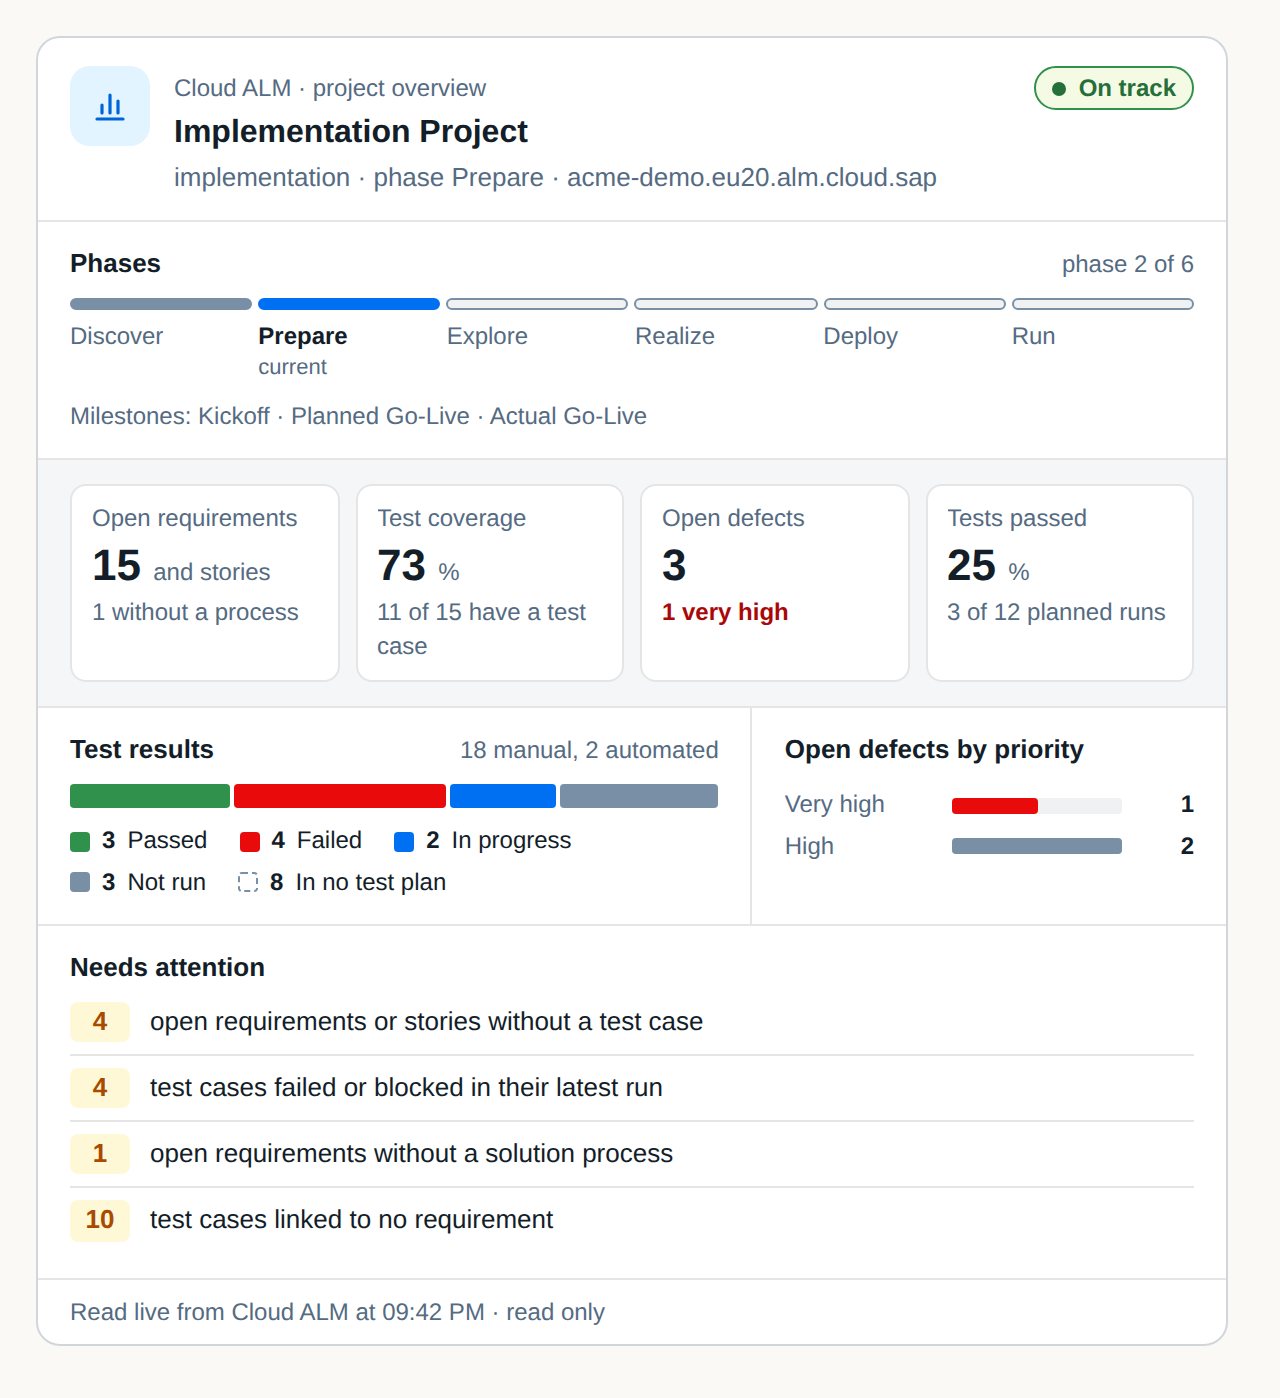 Cloud ALM · project overview
On track
Implementation Project
implementation · phase Prepare · acme-demo.eu20.alm.cloud.sap
Phases
phase 2 of 6
Discover
Prepare
Explore
Realize
Deploy
Run
current
Milestones: Kickoff · Planned Go-Live · Actual Go-Live
Open requirements
15 and stories
1 without a process
Test coverage
73 %
11 of 15 have a test
case
Open defects
3
1 very high
Tests passed
25 %
3 of 12 planned runs
Test results
18 manual, 2 automated
3 Passed
4 Failed
2 In progress
3 Not run
8 In no test plan
Open defects by priority
Very high 1
High 2
Needs attention
4 open requirements or stories without a test case
4 test cases failed or blocked in their latest run
1 open requirements without a solution process
10 test cases linked to no requirement
Read live from Cloud ALM at 09:42 PM · read only